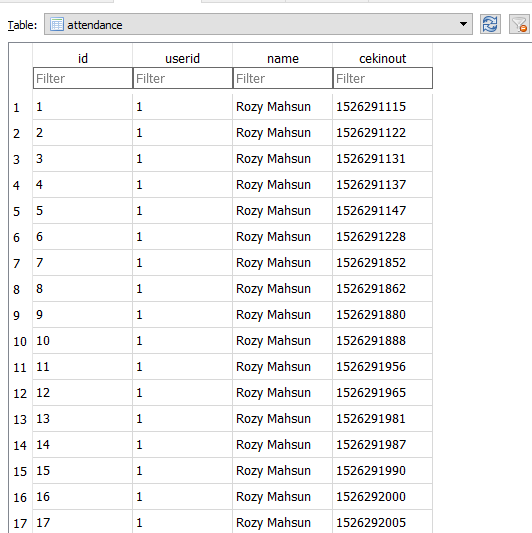 Table: attendance
id userid name cekinout
Filter Filter Filter Filter
1 1 1 Rozy Mahsun 1526291115
2 2 1 Rozy Mahsun 1526291122
3 3 1 Rozy Mahsun 1526291131
4 4 1 Rozy Mahsun 1526291137
5 5 1 Rozy Mahsun 1526291147
6 6 1 Rozy Mahsun 1526291228
7 7 1 Rozy Mahsun 1526291852
8 8 1 Rozy Mahsun 1526291862
9 9 1 Rozy Mahsun 1526291880
10 10 1 Rozy Mahsun 1526291888
11 11 1 Rozy Mahsun 1526291956
12 12 1 Rozy Mahsun 1526291965
13 13 1 Rozy Mahsun 1526291981
14 14 1 Rozy Mahsun 1526291987
15 15 1 Rozy Mahsun 1526291990
16 16 1 Rozy Mahsun 1526292000
17 17 1 Rozy Mahsun 1526292005